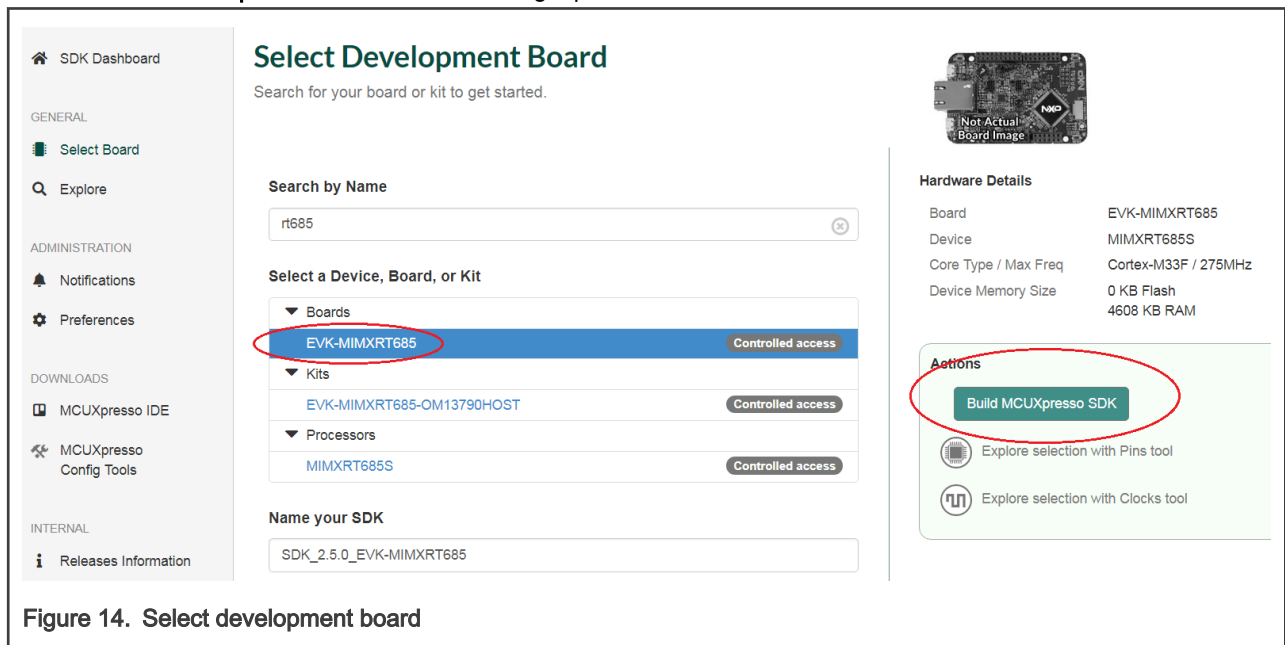 SDK Dashboard
GENERAL
Select Board
Explore
ADMINISTRATION
Notifications
Preferences
DOWNLOADS
MCUXpresso IDE
MCUXpresso
Config Tools
INTERNAL
Releases Information
Select Development Board
Search for your board or kit to get started.
Search by Name
rt685
Select a Device, Board, or Kit
Boards
EVK-MIMXRT685 Controlled access
Kits
EVK-MIMXRT685-OM13790HOST Controlled access
Processors
MIMXRT685S Controlled access
Name your SDK
SDK_2.5.0_EVK-MIMXRT685
NXP
Not Actual
Board Image
Hardware Details
Board EVK-MIMXRT685
Device MIMXRT685S
Core Type / Max Freq Cortex-M33F / 275MHz
Device Memory Size 0 KB Flash
4608 KB RAM
Actions
Build MCUXpresso SDK
Explore selection with Pins tool
Explore selection with Clocks tool
Figure 14. Select development board